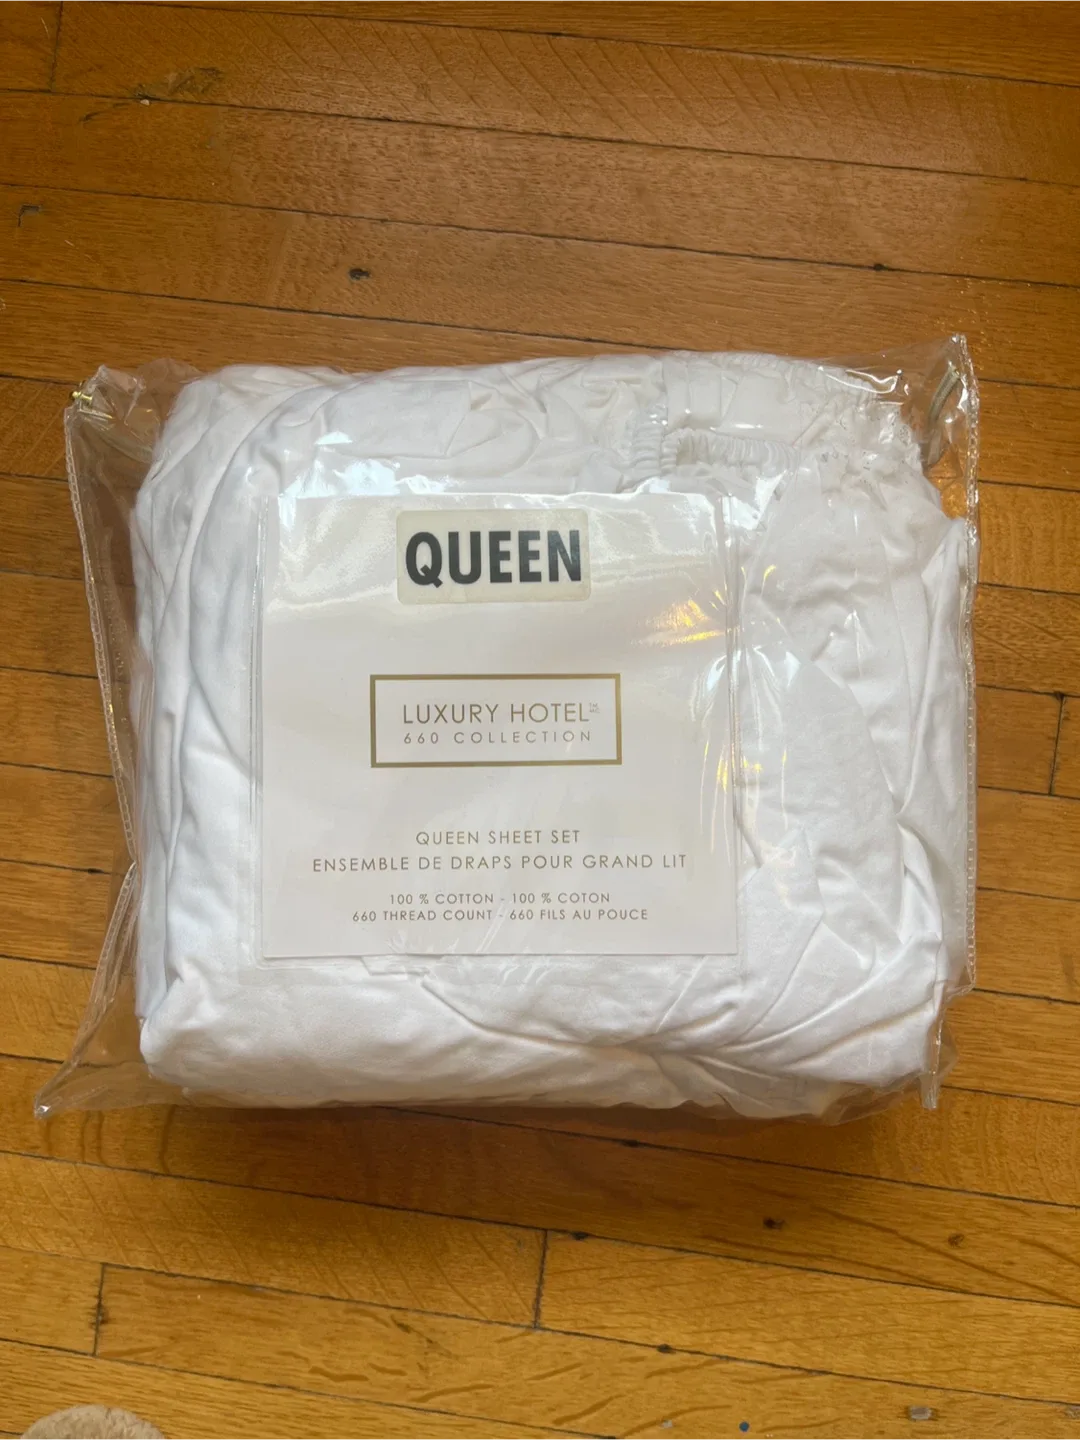 QUEEN
LUXURY HOTEL
660 COLLECTION
QUEEN SHEET SET
ENSEMBLE DE DRAPS POUR GRAND LIT
100 % COTTON - 100 % COTON
660 THREAD COUNT - 660 FILS AU POUCE